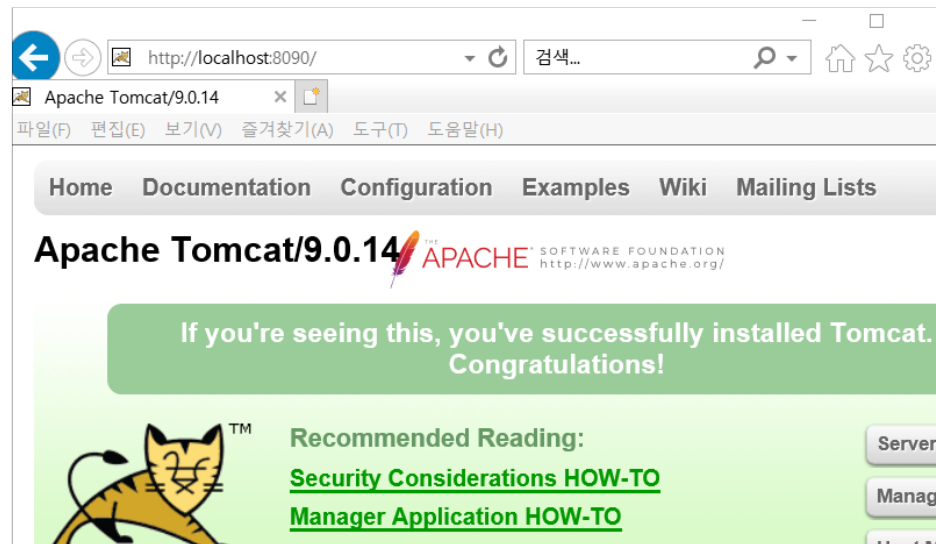 http://localhost:8090/
검색...
Apache Tomcat/9.0.14
파일(F) 편집(E) 보기(V) 즐겨찾기(A) 도구(T) 도움말(H)
Home Documentation Configuration Examples Wiki Mailing Lists
Apache Tomcat/9.0.14
THE
APACHE SOFTWARE FOUNDATION
http://www.apache.org/
If you're seeing this, you've successfully installed Tomcat.
Congratulations!
TM
Recommended Reading:
Server
Security Considerations HOW-TO
Manag
Manager Application HOW-TO